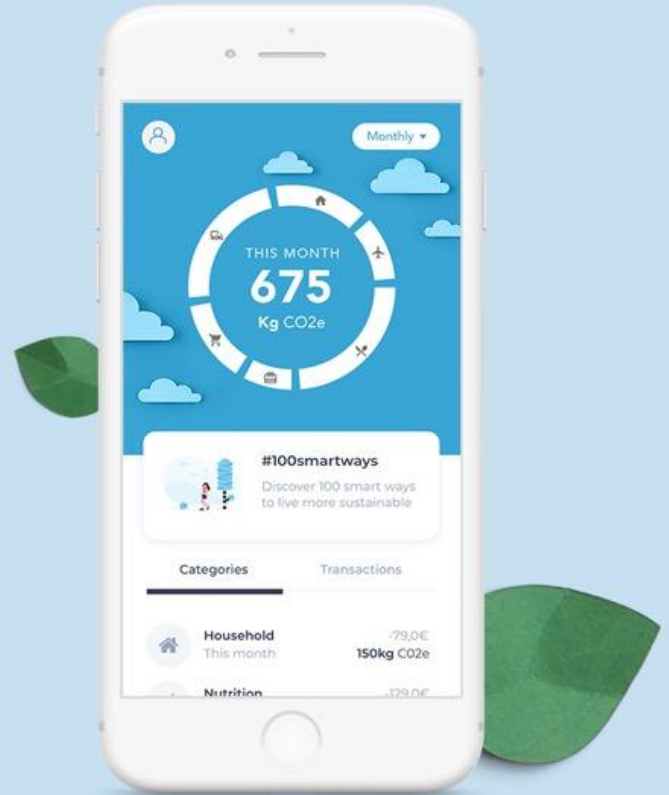 Monthly
THIS MONTH
675
Kg CO2e
#100smartways
Discover 100 smart ways
to live more sustainable
Categories
Transactions
Household
-79,0€
This month
150kg C02e
Nutrition
-129,0€